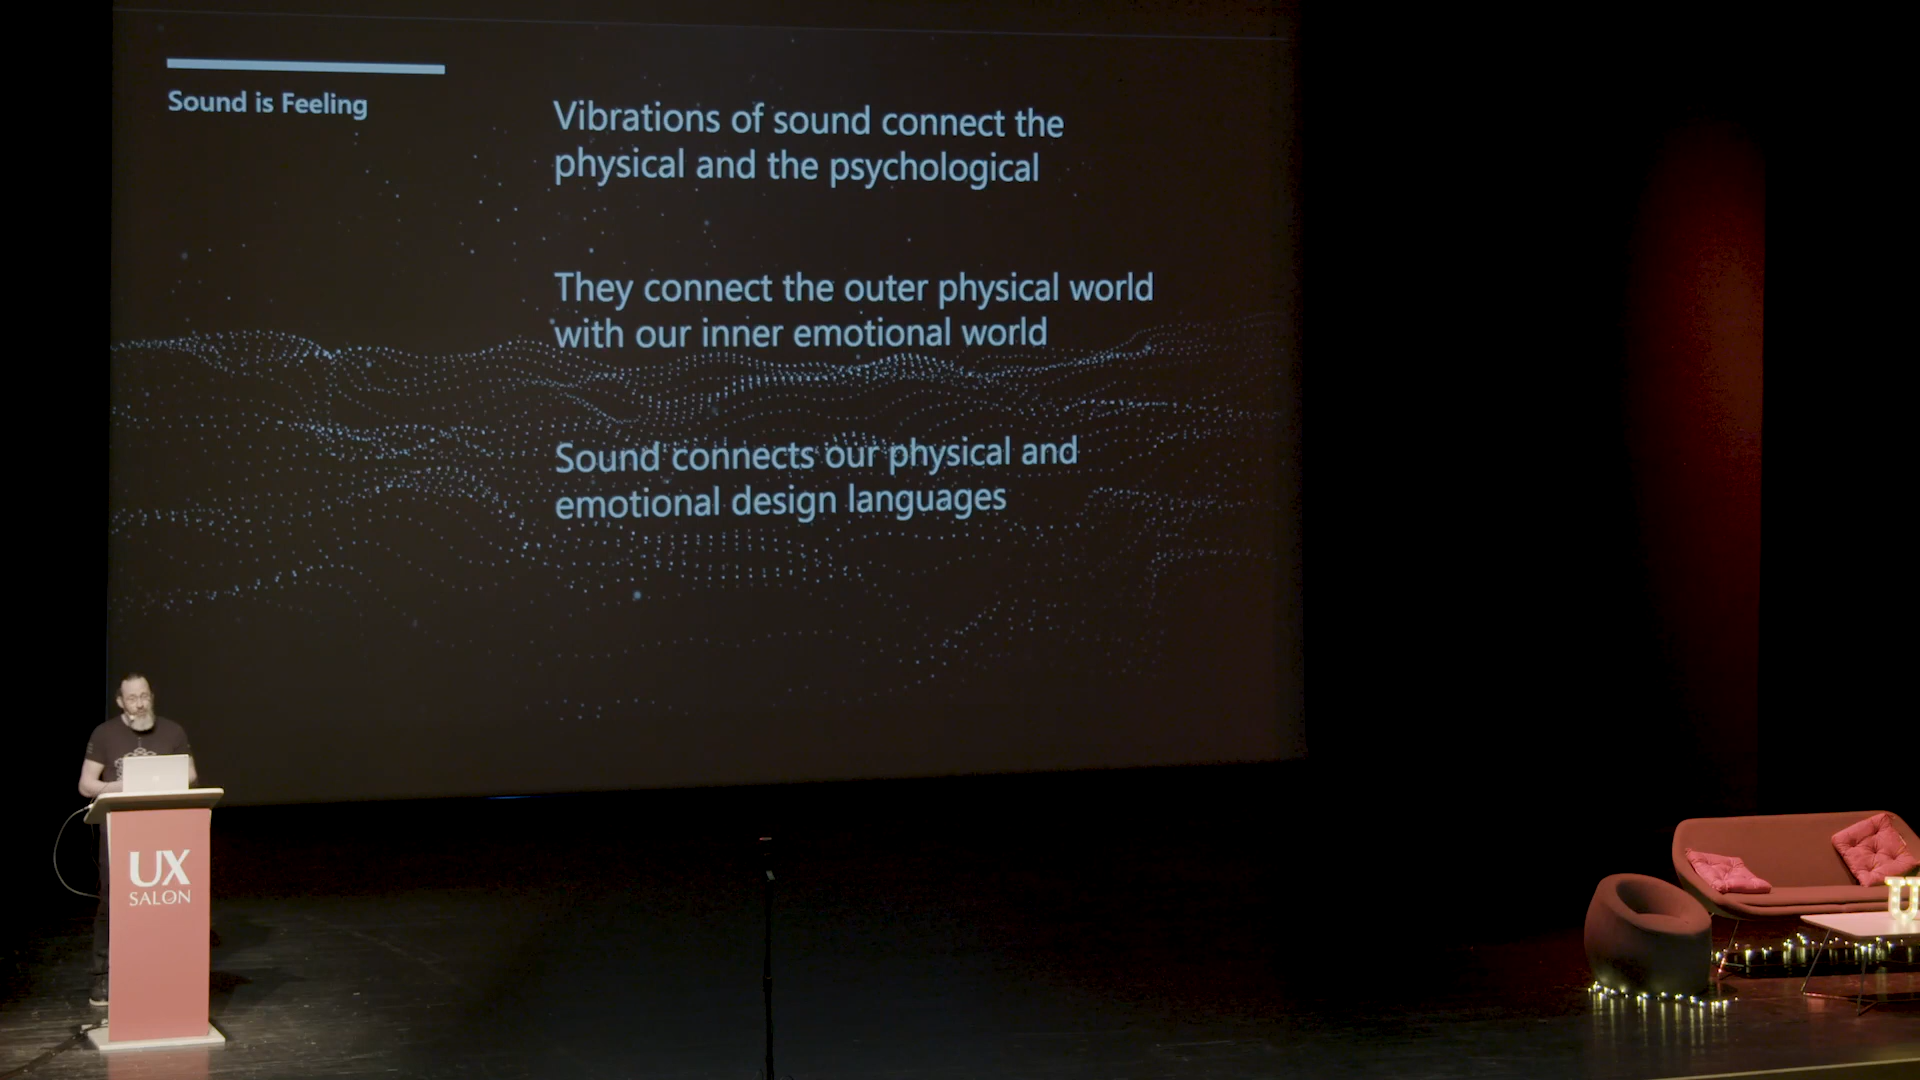 Sound is Feeling
Vibrations of sound connect the
physical and the psychological
They connect the outer physical world
with our inner emotional world
Sound connects our physical and
emotional design languages
UX
SALON
U